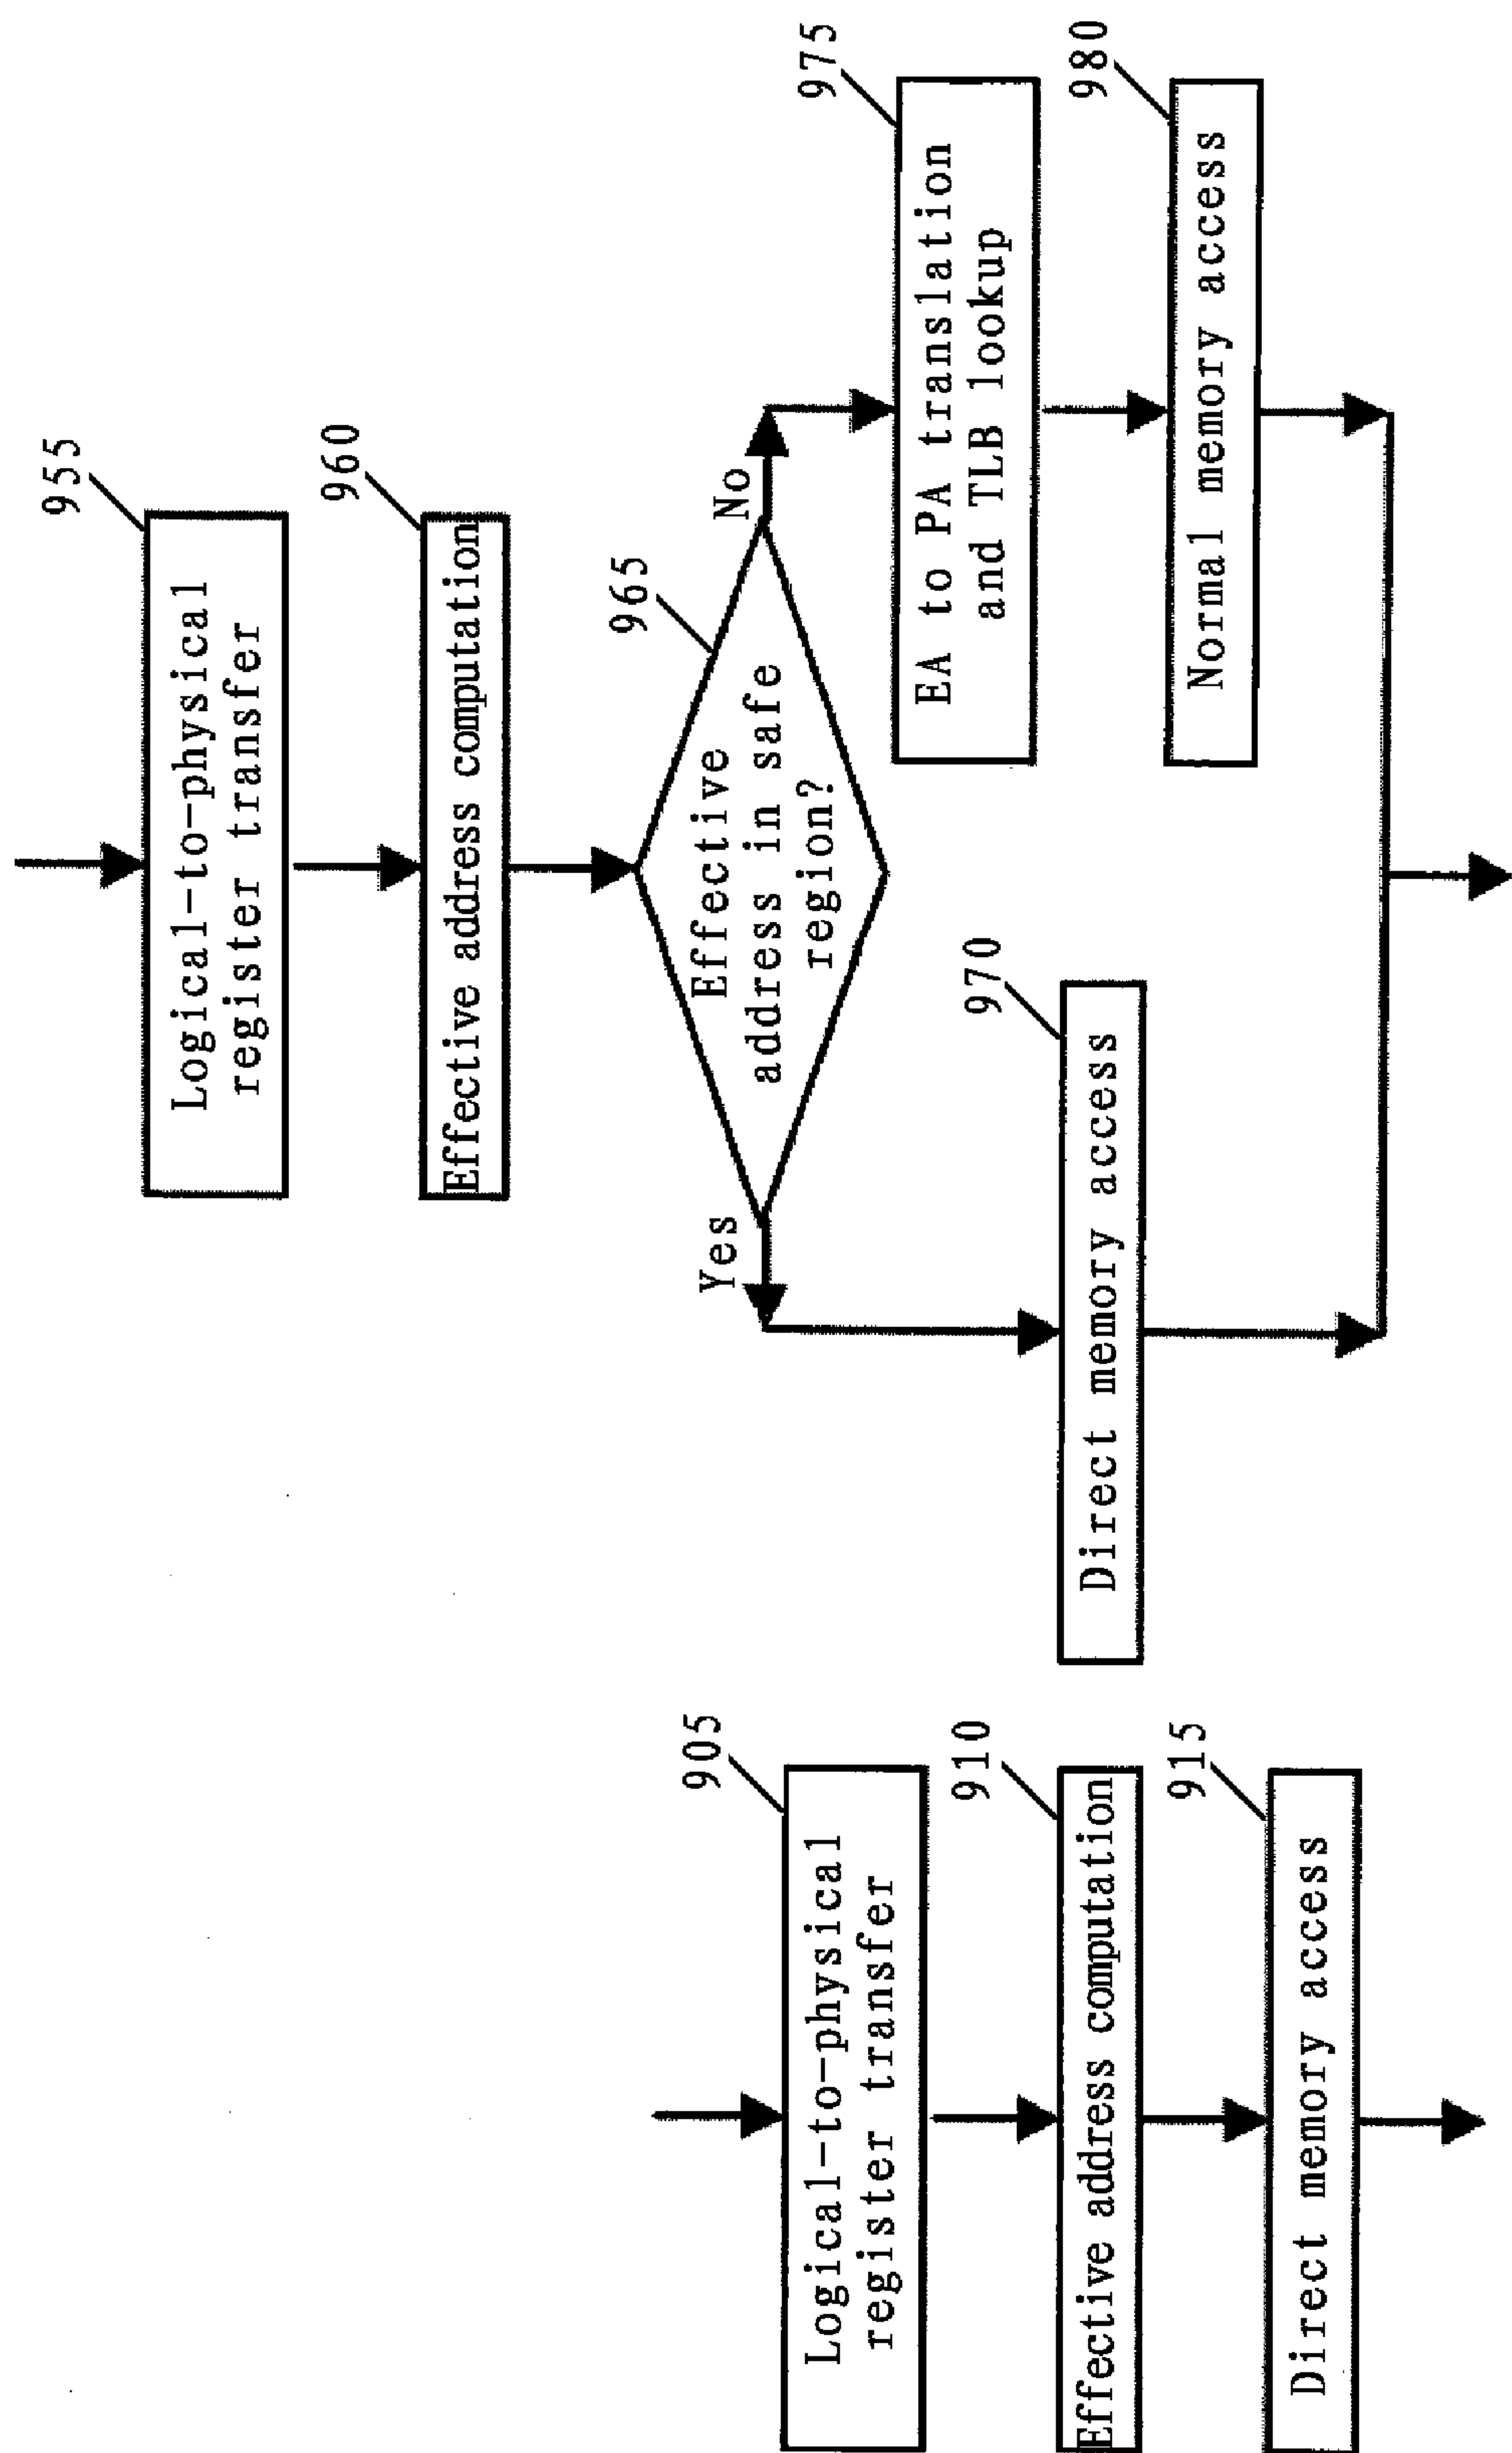 905
Logical-to-physical
register transfer
910
Effective address computation
915
Direct memory access
955
Logical-to-physical
register transfer
960
Effective address computation
965
Effective
address in safe
region?
Yes
No
970
Direct memory access
975
EA to PA translation
and TLB lookup
980
Normal memory access